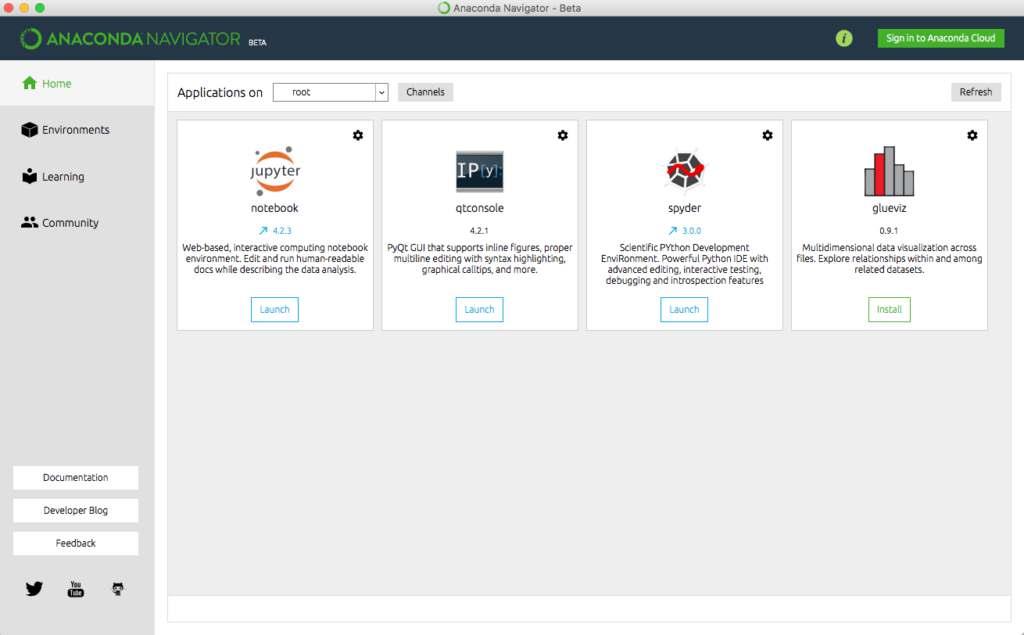 Anaconda Navigator - Beta
ANACONDA NAVIGATOR BETA
i
Sign in to Anaconda Cloud
Home
Environments
Learning
Community
Documentation
Developer Blog
Feedback
You
Tube
Applications on root Channels Refresh
jupyter
notebook
4.2.3
Web-based, interactive computing notebook
environment. Edit and run human-readable
docs while describing the data analysis.
Launch
IP[y]:
qtconsole
4.2.1
PyQt GUI that supports inline figures, proper
multiline editing with syntax highlighting,
graphical calltips, and more.
Launch
spyder
3.0.0
Scientific PYthon Development
EnviRonment. Powerful Python IDE with
advanced editing, interactive testing,
debugging and introspection features
Launch
glueviz
0.9.1
Multidimensional data visualization across
files. Explore relationships within and among
related datasets.
Install